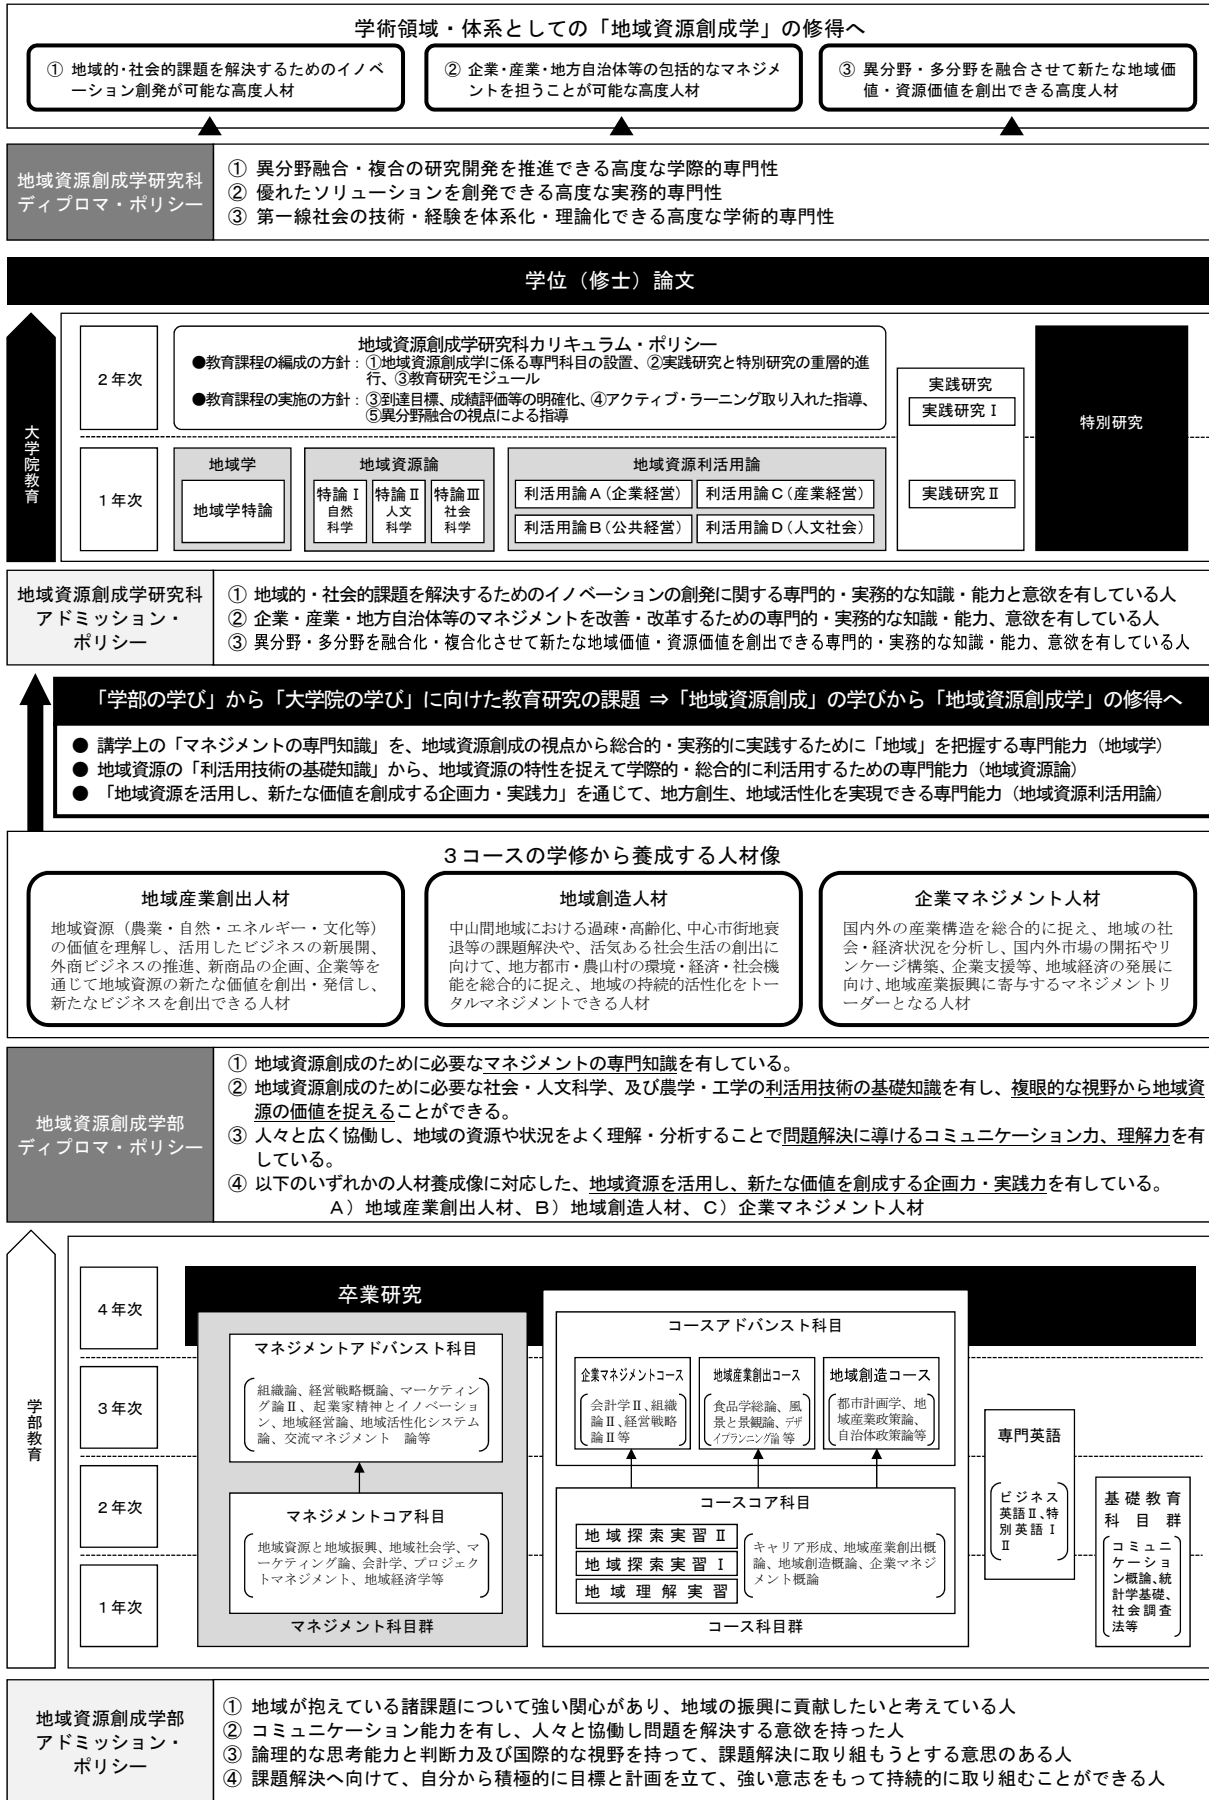 学術領域・体系としての「地域資源創成学」の修得へ
① 地域的・社会的課題を解決するためのイノベ
ーション創発が可能な高度人材
② 企業・産業・地方自治体等の包括的なマネジメ
ントを担うことが可能な高度人材
③ 異分野・多分野を融合させて新たな地域価
値・資源価値を創出できる高度人材
地域資源創成学研究科
ディプロマ・ポリシー
① 異分野融合・複合の研究開発を推進できる高度な学際的専門性
② 優れたソリューションを創発できる高度な実務的専門性
③ 第一線社会の技術・経験を体系化・理論化できる高度な学術的専門性
学位（修士）論文
大学院教育
2年次
地域資源創成学研究科カリキュラム・ポリシー
●教育課程の編成の方針：①地域資源創成学に係る専門科目の設置、②実践研究と特別研究の重層的進
行、③教育研究モジュール
●教育課程の実施の方針：③到達目標、成績評価等の明確化、④アクティブ・ラーニング取り入れた指導、
⑤異分野融合の視点による指導
実践研究
実践研究Ⅰ
特別研究
1年次
地域学
地域学特論
地域資源論
特論Ⅰ
自然
科学
特論Ⅱ
人文
科学
特論Ⅲ
社会
科学
地域資源利活用論
利活用論A（企業経営）
利活用論C（産業経営）
利活用論B（公共経営）
利活用論D（人文社会）
実践研究Ⅱ
地域資源創成学研究科
アドミッション・
ポリシー
① 地域的・社会的課題を解決するためのイノベーションの創発に関する専門的・実務的な知識・能力と意欲を有している人
② 企業・産業・地方自治体等のマネジメントを改善・改革するための専門的・実務的な知識・能力、意欲を有している人
③ 異分野・多分野を融合化・複合化させて新たな地域価値・資源価値を創出できる専門的・実務的な知識・能力、意欲を有している人
「学部の学び」から「大学院の学び」に向けた教育研究の課題 ⇒「地域資源創成」の学びから「地域資源創成学」の修得へ
● 講学上の「マネジメントの専門知識」を、地域資源創成の視点から総合的・実務的に実践するために「地域」を把握する専門能力（地域学）
● 地域資源の「利活用技術の基礎知識」から、地域資源の特性を捉えて学際的・総合的に利活用するための専門能力（地域資源論）
● 「地域資源を活用し、新たな価値を創成する企画力・実践力」を通じて、地方創生、地域活性化を実現できる専門能力（地域資源利活用論）
3コースの学修から養成する人材像
地域産業創出人材
地域資源（農業・自然・エネルギー・文化等）
の価値を理解し、活用したビジネスの新展開、
外商ビジネスの推進、新商品の企画、企業等を
通じて地域資源の新たな価値を創出・発信し、
新たなビジネスを創出できる人材
地域創造人材
中山間地域における過疎・高齢化、中心市街地衰
退等の課題解決や、活気ある社会生活の創出に
向けて、地方都市・農山村の環境・経済・社会機
能を総合的に捉え、地域の持続的活性化をトー
タルマネジメントできる人材
企業マネジメント人材
国内外の産業構造を総合的に捉え、地域の社
会・経済状況を分析し、国内外市場の開拓やリ
ンケージ構築、企業支援等、地域経済の発展に
向け、地域産業振興に寄与するマネジメントリ
ーダーとなる人材
地域資源創成学部
ディプロマ・ポリシー
① 地域資源創成のために必要なマネジメントの専門知識を有している。
② 地域資源創成のために必要な社会・人文科学、及び農学・工学の利活用技術の基礎知識を有し、複眼的な視野から地域資
源の価値を捉えることができる。
③ 人々と広く協働し、地域の資源や状況をよく理解・分析することで問題解決に導けるコミュニケーション力、理解力を有
している。
④ 以下のいずれかの人材養成像に対応した、地域資源を活用し、新たな価値を創成する企画力・実践力を有している。
A）地域産業創出人材、B）地域創造人材、C）企業マネジメント人材
学部教育
4年次
卒業研究
3年次
マネジメントアドバンスト科目
組織論、経営戦略概論、マーケティン
グ論Ⅱ、起業家精神とイノベーショ
ン、地域経営論、地域活性化システム
論、交流マネジメント 論等
コースアドバンスト科目
企業マネジメントコース
会計学Ⅱ、組織
論Ⅱ、経営戦略
論Ⅱ等
地域産業創出コース
食品学総論、風
景と景観論、デザ
イプランニング論 等
地域創造コース
都市計画学、地
域産業政策論、
自治体政策論等
2年次
1年次
マネジメントコア科目
地域資源と地域振興、地域社会学、マ
ーケティング論、会計学、プロジェク
トマネジメント、地域経済学等
マネジメント科目群
コースコア科目
地域探索実習Ⅱ
地域探索実習Ⅰ
地域理解実習
キャリア形成、地域産業創出概
論、地域創造概論、企業マネジ
メント概論
コース科目群
専門英語
ビジネス
英語Ⅱ、特
別英語Ⅰ
Ⅱ
基礎教育
科目群
コミュニ
ケーショ
ン概論、統
計学基礎、
社会調査
法等
地域資源創成学部
アドミッション・
ポリシー
① 地域が抱えている諸課題について強い関心があり、地域の振興に貢献したいと考えている人
② コミュニケーション能力を有し、人々と協働し問題を解決する意欲を持った人
③ 論理的な思考能力と判断力及び国際的な視野を持って、課題解決に取り組もうとする意思のある人
④ 課題解決へ向けて、自分から積極的に目標と計画を立て、強い意志をもって持続的に取り組むことができる人